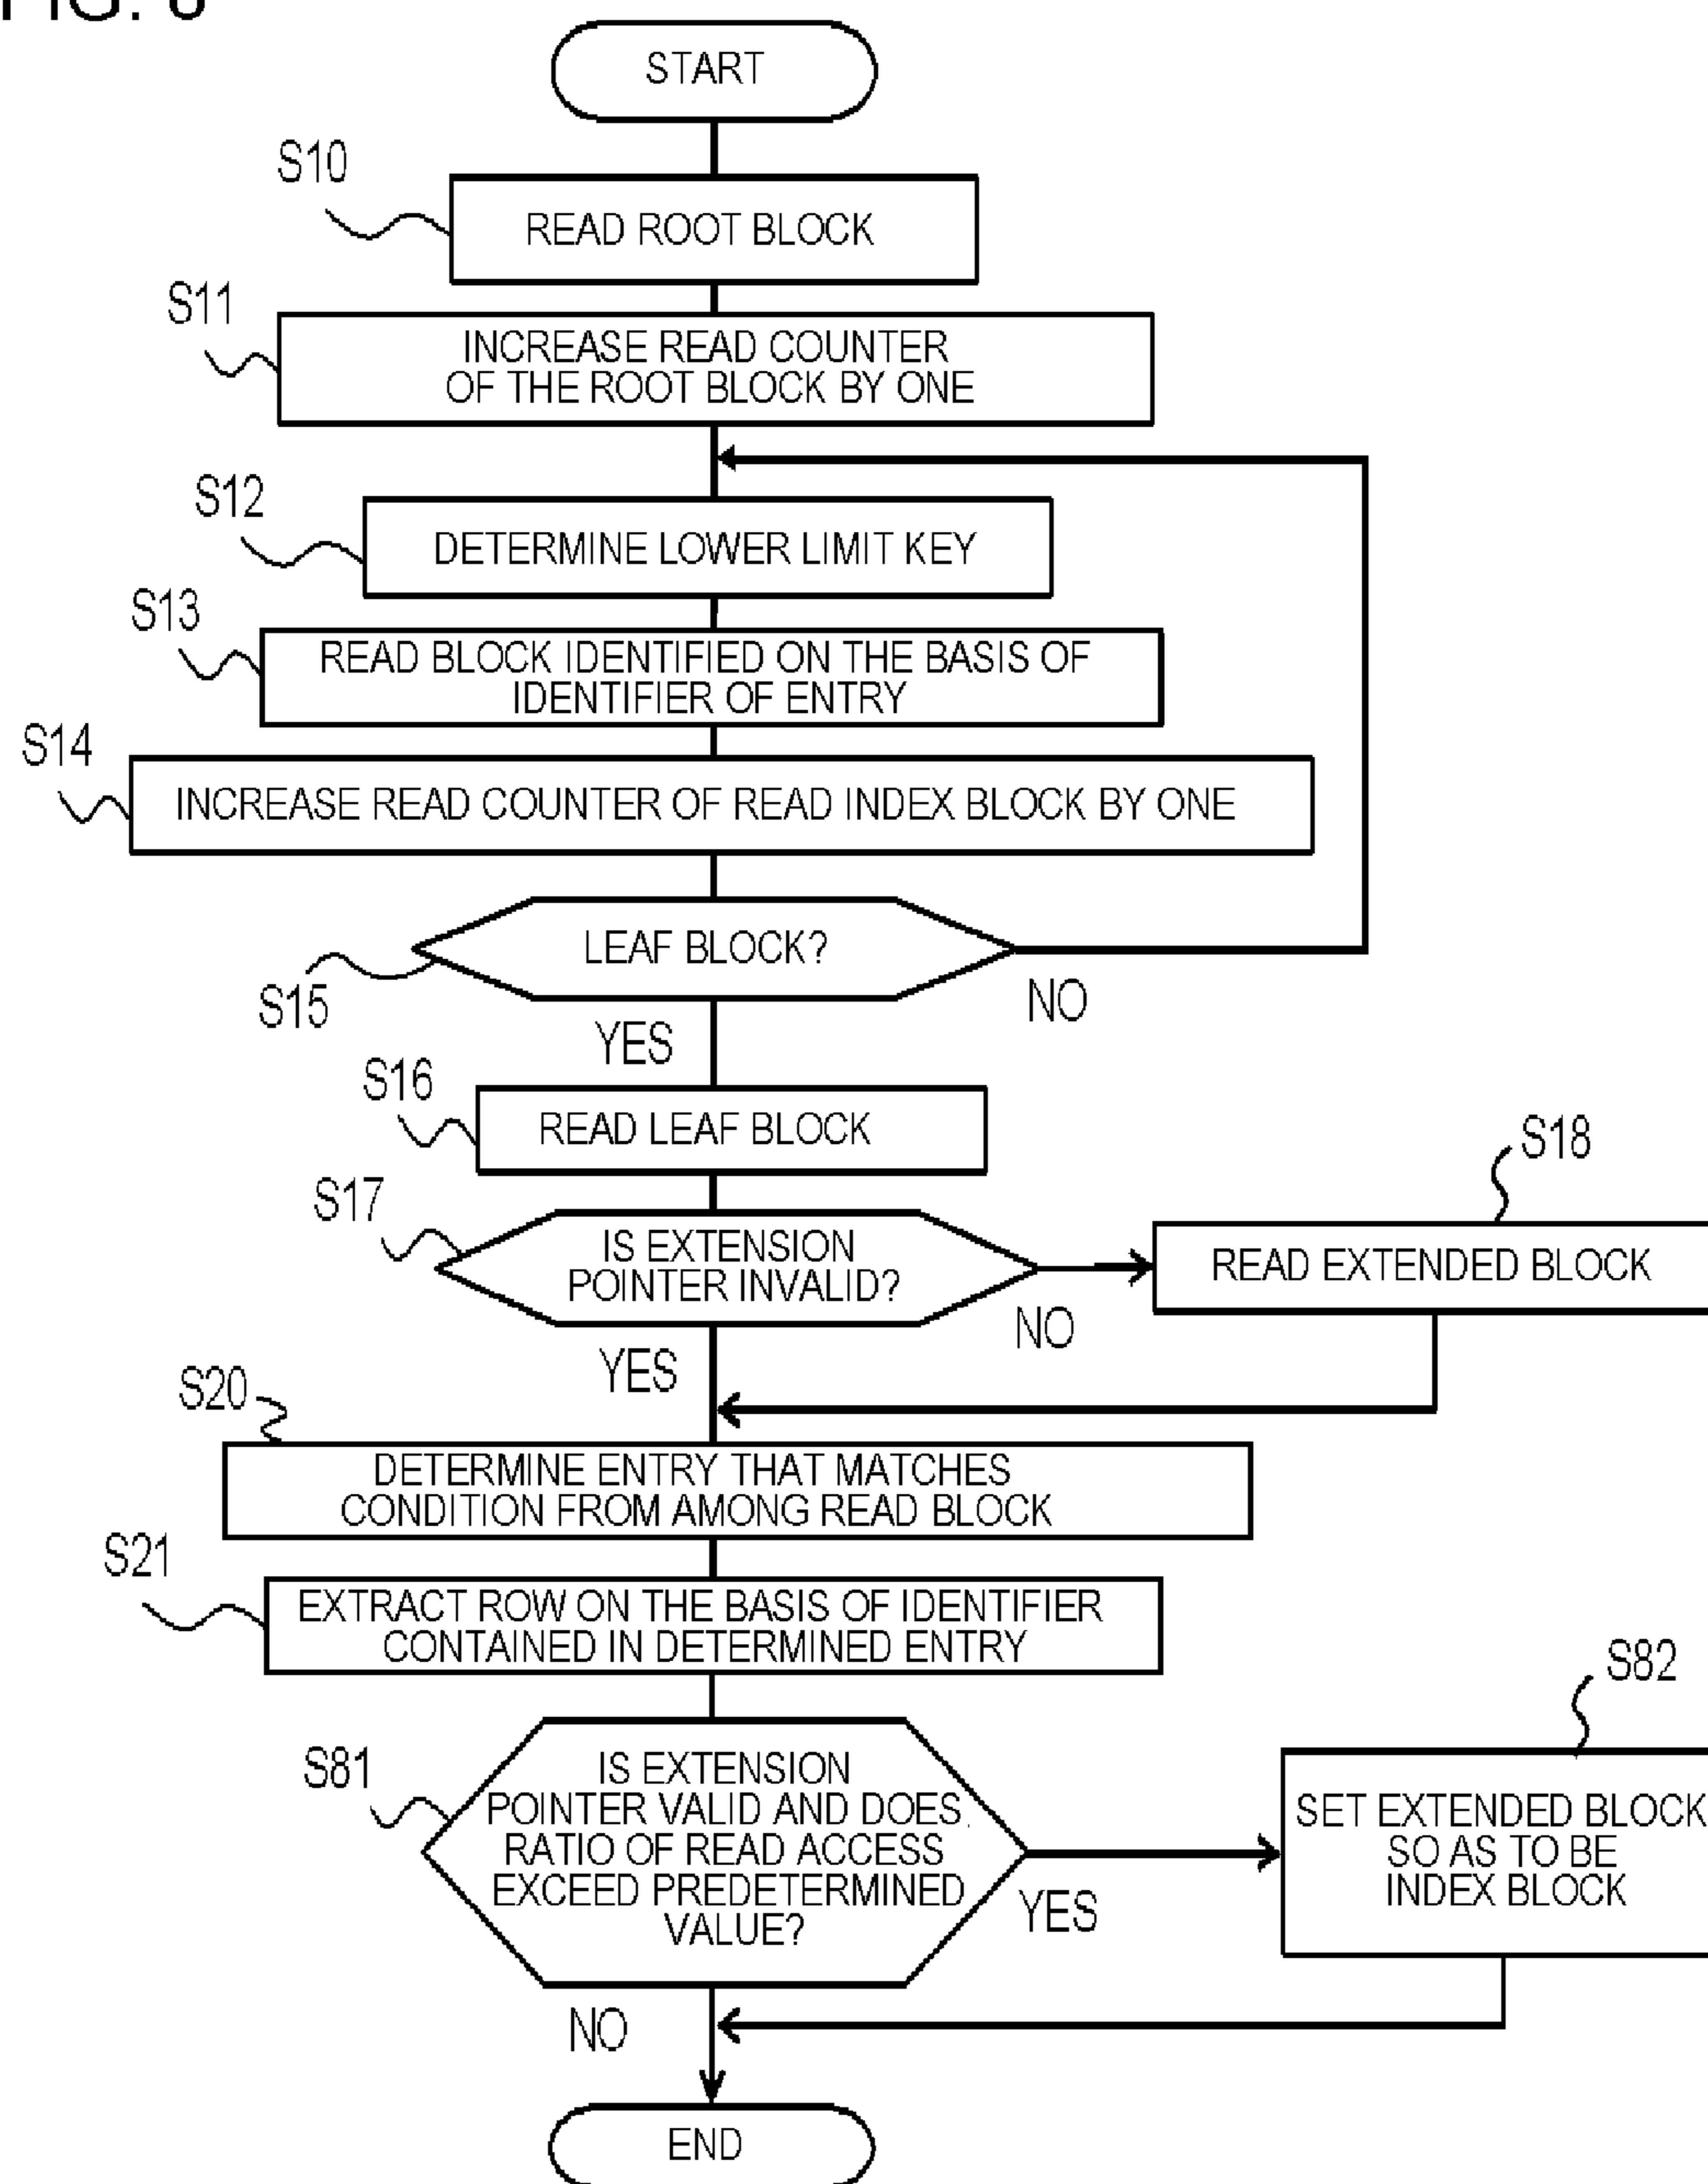 START
S10
READ ROOT BLOCK
S11
INCREASE READ COUNTER
OF THE ROOT BLOCK BY ONE
S12
DETERMINE LOWER LIMIT KEY
S13
READ BLOCK IDENTIFIED ON THE BASIS OF
IDENTIFIER OF ENTRY
S14
INCREASE READ COUNTER OF READ INDEX BLOCK BY ONE
LEAF BLOCK?
S15
NO
YES
S16
READ LEAF BLOCK
S17
IS EXTENSION
POINTER INVALID?
S18
READ EXTENDED BLOCK
NO
YES
S20
DETERMINE ENTRY THAT MATCHES
CONDITION FROM AMONG READ BLOCK
S21
EXTRACT ROW ON THE BASIS OF IDENTIFIER
CONTAINED IN DETERMINED ENTRY
S81
IS EXTENSION
POINTER VALID AND DOES
RATIO OF READ ACCESS
EXCEED PREDETERMINED
VALUE?
YES
S82
SET EXTENDED BLOCK
SO AS TO BE
INDEX BLOCK
NO
END